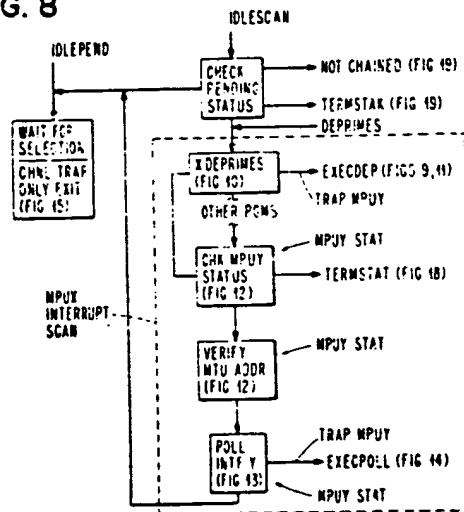 G. 8
IDLESCAN
IDLEPEND
CHECK
PENDING
STATUS
NOT CHAINED (FIG 19)
TERMSTAK (FIG 19)
DEPRIMES
WAIT FOR
SELECTION
CHNL TRAP
ONLY EXIT
(FIG 15)
X DEPRIMES
(FIG 10)
EXECDEP (FIGS 9,11)
TRAP MPUY
OTHER PGMS
MPUY STAT
CHK MPUY
STATUS
(FIG 12)
TERMSTAT (FIG 18)
MPUX
INTERRUPT
SCAN
MPUY STAT
VERIFY
MTU ADDR
(FIG 12)
TRAP MPUY
POLL
INTF Y
(FIG 13)
EXECPOLL (FIG 14)
MPUY STAT